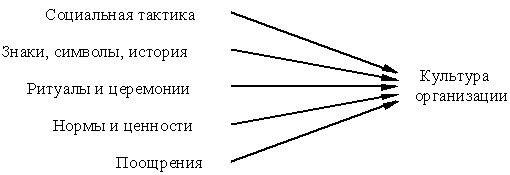 Социальная тактика
Знаки, символы, история
Ритуалы и церемонии
Нормы и ценности
Поощрения
Культура
организации